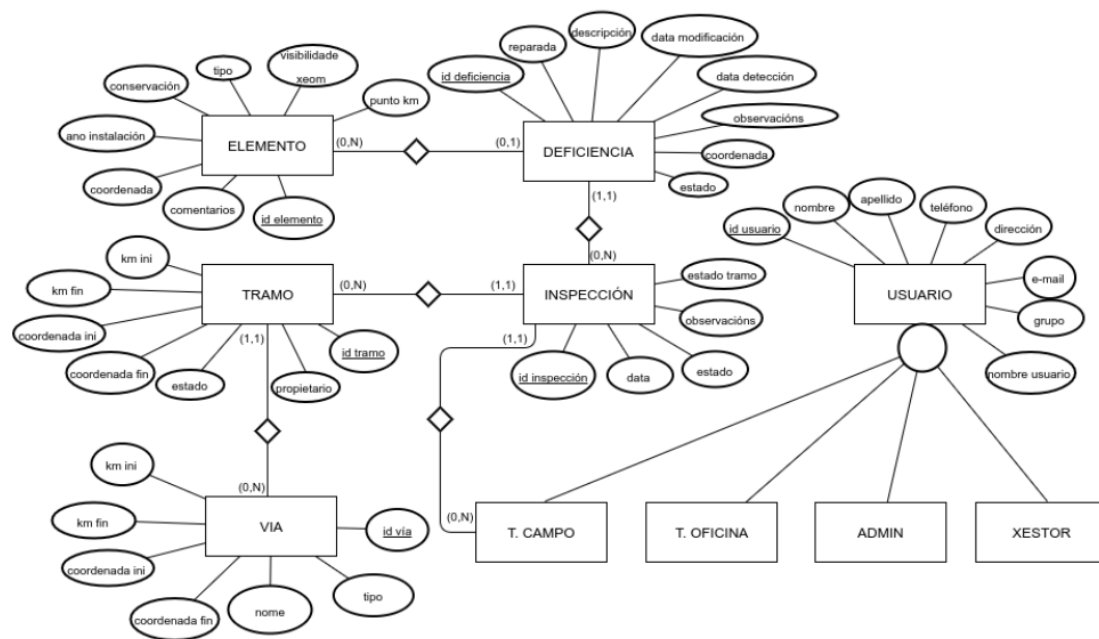 visibilidade
xeom
tipo
conservación
punto km
ano instalación
ELEMENTO
coordenada
comentarios
id elemento
(0,N)
(0,1)
descripción
data modificación
reparada
id deficiencia
data detección
observacións
DEFICIENCIA
coordenada
estado
(1,1)
(0,N)
km ini
km fin
TRAMO
coordenada ini
coordenada fin
estado
propietario
id tramo
(1,1)
(0,N)
(1,1)
INSPECCIÓN
estado tramo
observacións
estado
data
id inspección
(1,1)
apellido
nombre
teléfono
id usuario
dirección
e-mail
USUARIO
grupo
nombre usuario
(0,N)
km ini
km fin
VIA
id vía
coordenada ini
coordenada fin
nome
tipo
(0,N)
T. CAMPO
T. OFICINA
ADMIN
XESTOR